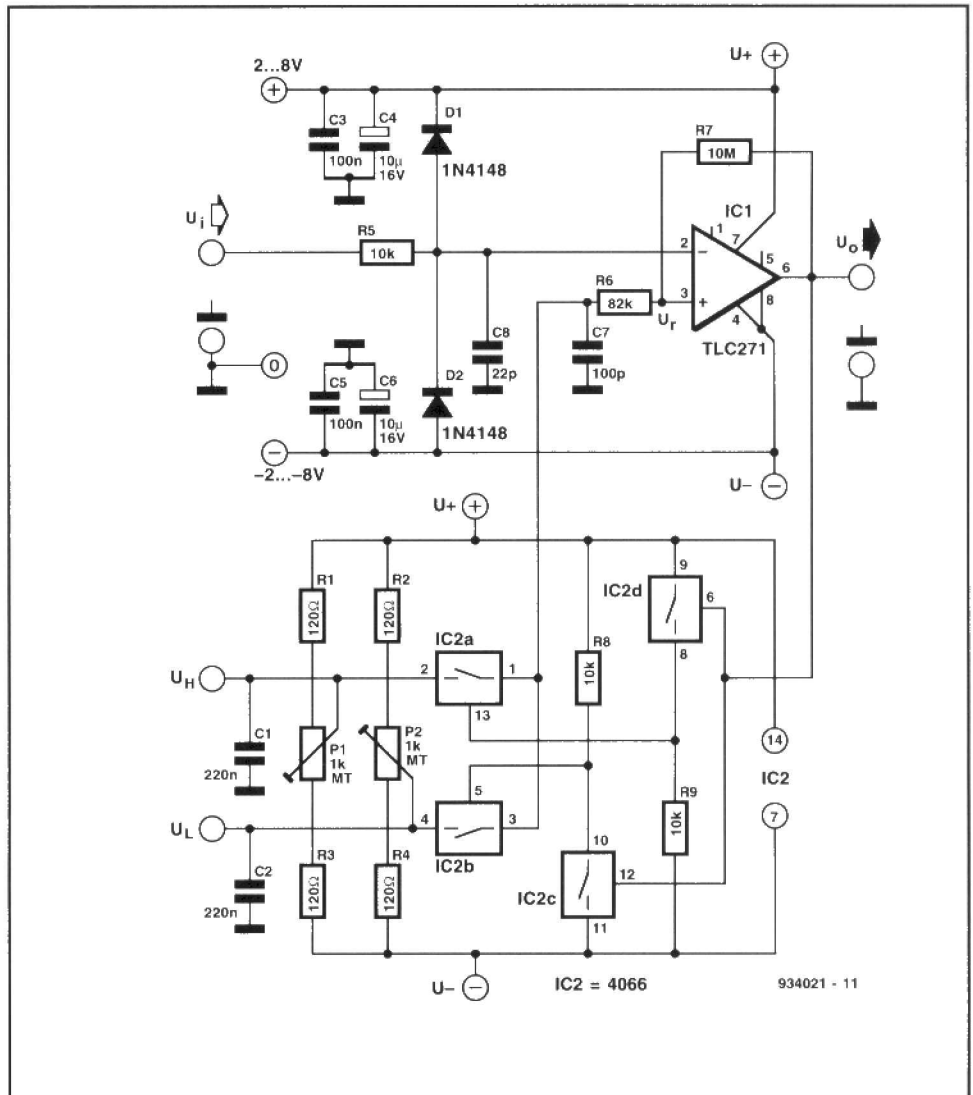 U+ +
2...8V
+
C3
100n
C4
10µ
16V
D1
1N4148
R7
10M
IC1
Ui
R5
10k
2
−
1
7
5
6
Uo
R6
82k
3
+
Ur
4
8
TLC271
C8
22p
C7
100p
0
C5
100n
C6
10µ
16V
D2
1N4148
−
−2...−8V
U− −
U+ +
R1
120Ω
R2
120Ω
IC2a
2
1
13
R8
10k
IC2d
9
6
8
UH
C1
220n
P1
1k
MT
P2
1k
MT
14
IC2
7
UL
C2
220n
4
5
3
IC2b
R3
120Ω
R4
120Ω
10
12
11
IC2c
R9
10k
U− −
IC2 = 4066
934021 - 11